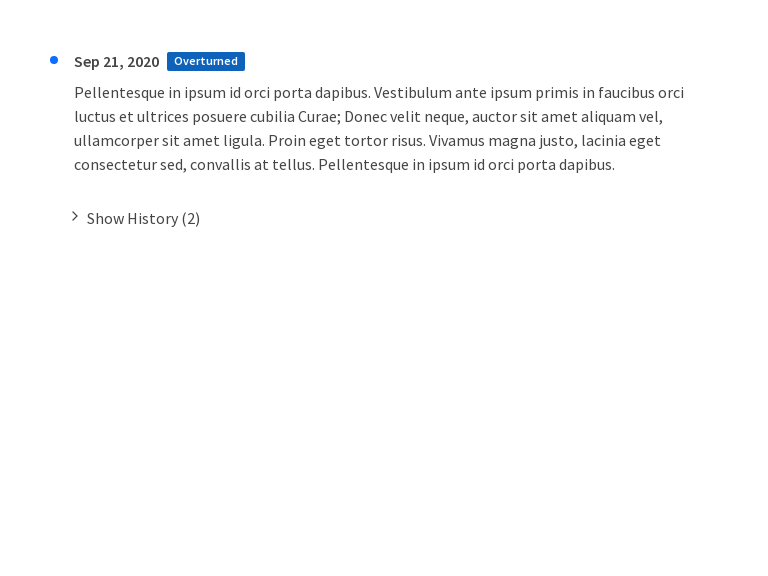 Sep 21, 2020 Overturned
Pellentesque in ipsum id orci porta dapibus. Vestibulum ante ipsum primis in faucibus orci
luctus et ultrices posuere cubilia Curae; Donec velit neque, auctor sit amet aliquam vel,
ullamcorper sit amet ligula. Proin eget tortor risus. Vivamus magna justo, lacinia eget
consectetur sed, convallis at tellus. Pellentesque in ipsum id orci porta dapibus.
Show History (2)